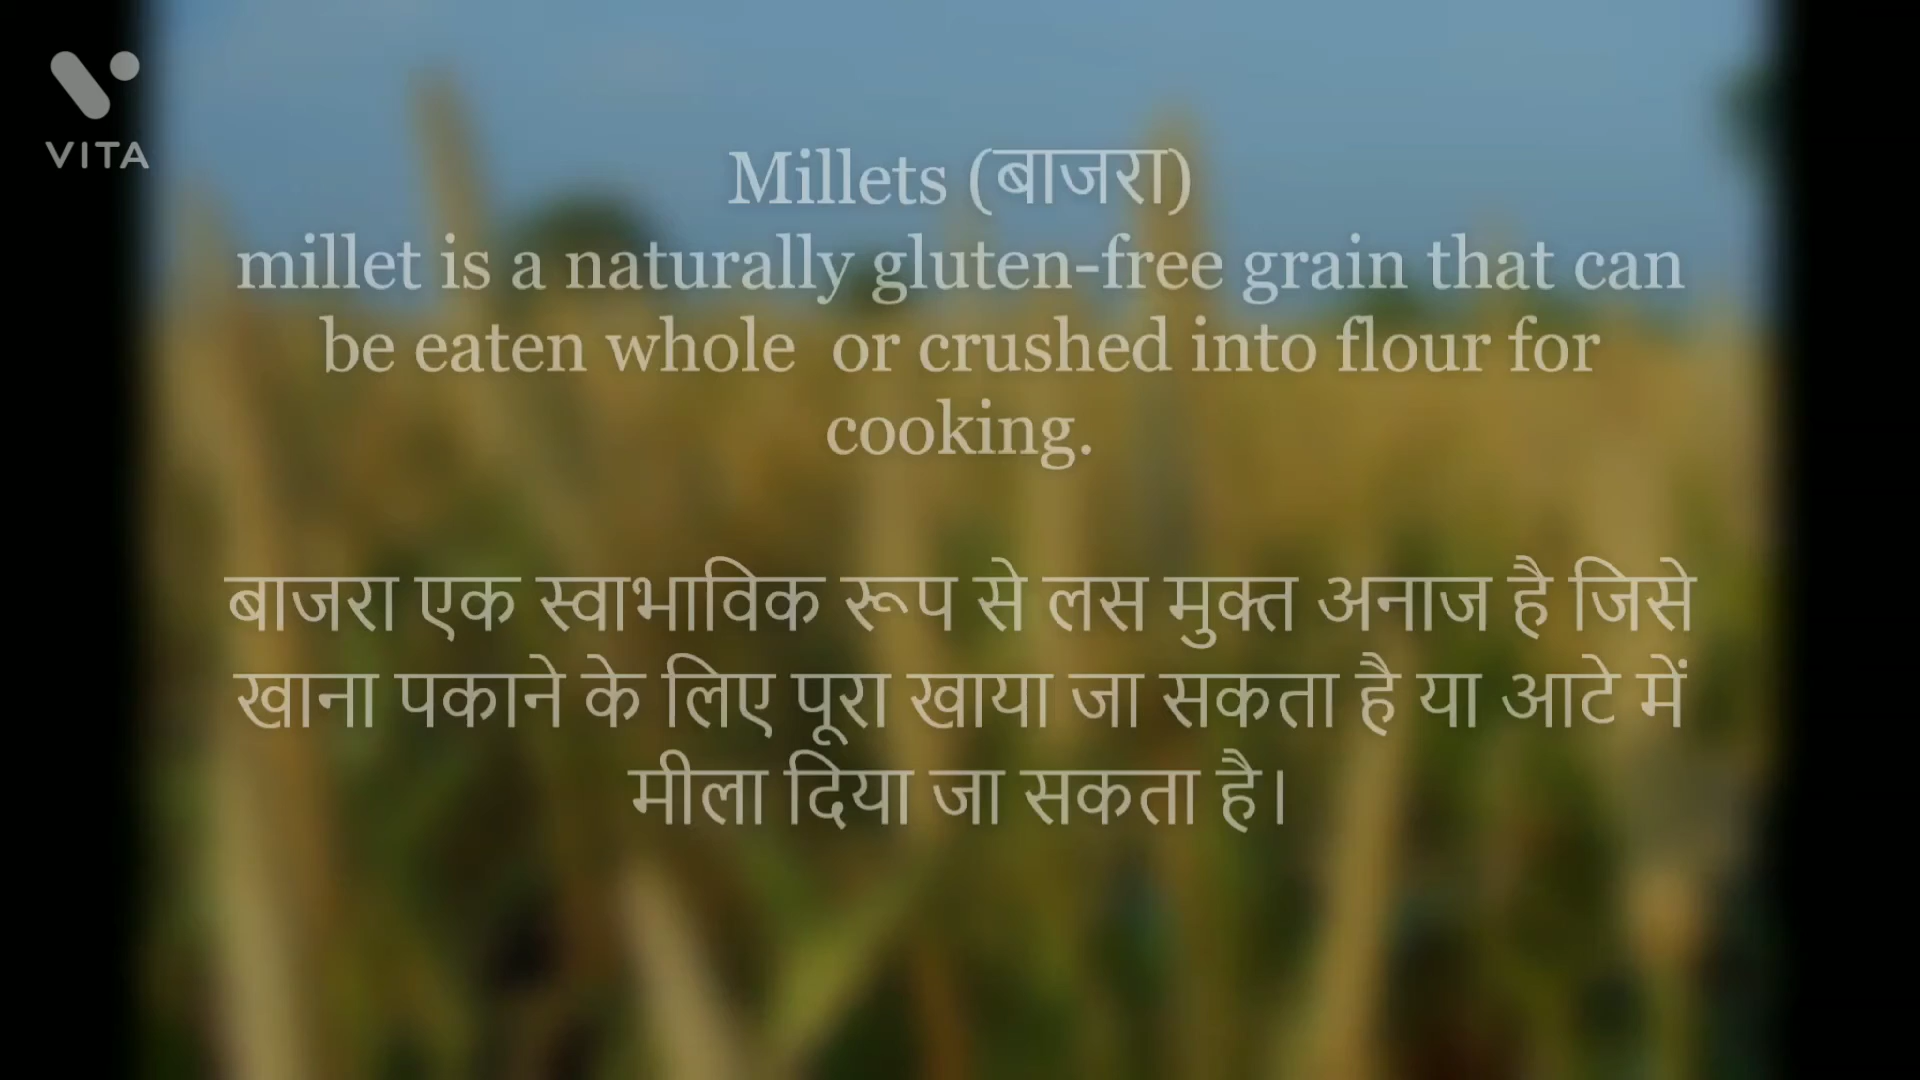 VITA
Millets (बाजरा)
millet is a naturally gluten-free grain that can
be eaten whole  or crushed into flour for
cooking.
बाजरा एक स्वाभाविक रूप से लस मुक्त अनाज है जिसे
खाना पकाने के लिए पूरा खाया जा सकता है या आटे में
मीला दिया जा सकता है।